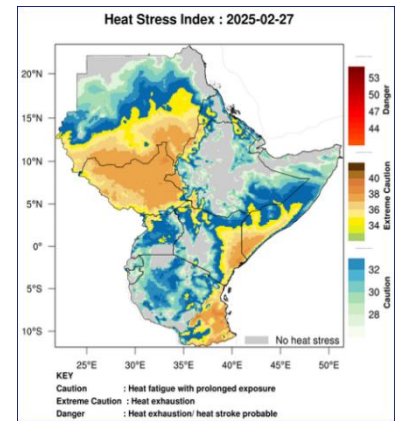 Heat Stress Index : 2025-02-27
20°N
15°N
10°N
5°N
0°
5°S
10°S
25°E 30°E 35°E 40°E 45°E 50°E
No heat stress
53
50
47
44
Danger
40
38
36
34
Extreme Caution
32
30
28
Caution
KEY
Caution : Heat fatigue with prolonged exposure
Extreme Caution : Heat exhaustion
Danger : Heat exhaustion/ heat stroke probable